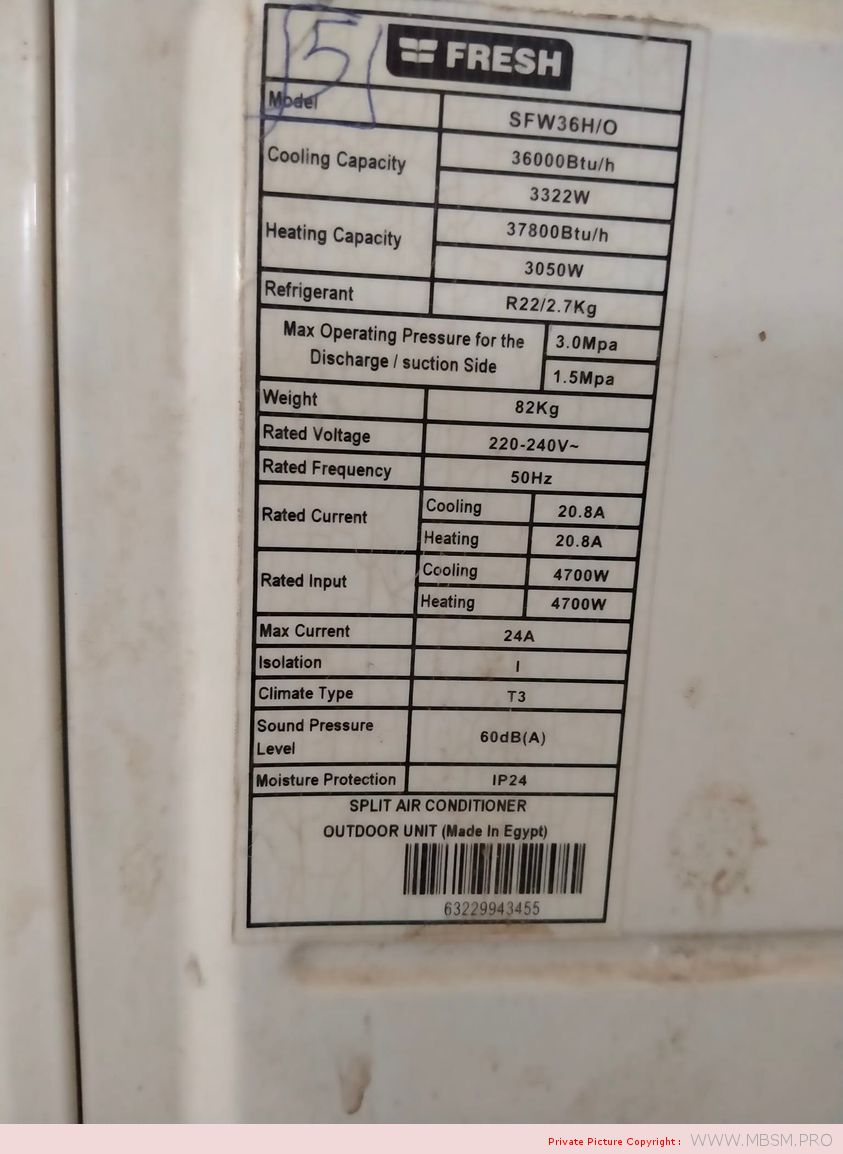 5
FRESH
Model SFW36H/O
Cooling Capacity 36000Btu/h
3322W
Heating Capacity 37800Btu/h
3050W
Refrigerant R22/2.7Kg
Max Operating Pressure for the 3.0Mpa
Discharge / suction Side 1.5Mpa
Weight 82Kg
Rated Voltage 220-240V~
Rated Frequency 50Hz
Rated Current Cooling 20.8A
Heating 20.8A
Rated Input Cooling 4700W
Heating 4700W
Max Current 24A
Isolation I
Climate Type T3
Sound Pressure
Level 60dB(A)
Moisture Protection IP24
SPLIT AIR CONDITIONER
OUTDOOR UNIT (Made In Egypt)
63229943455
Private Picture Copyright : WWW.MBSM.PRO